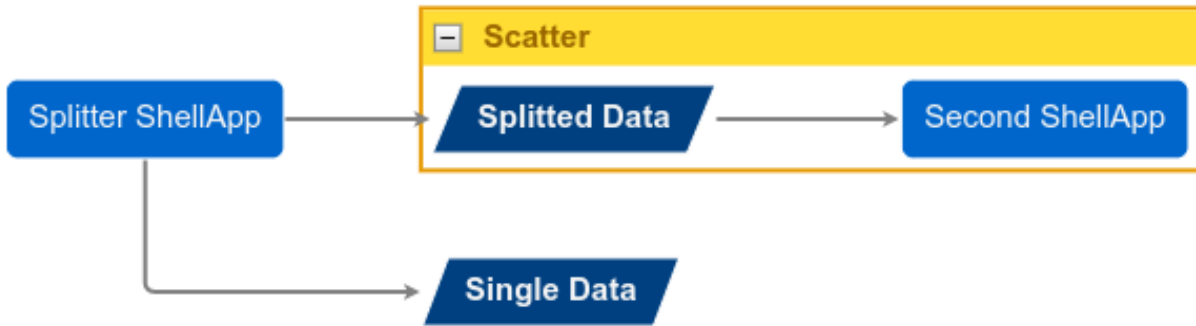 Scatter
Splitter ShellApp
Splitted Data
Second ShellApp
Single Data